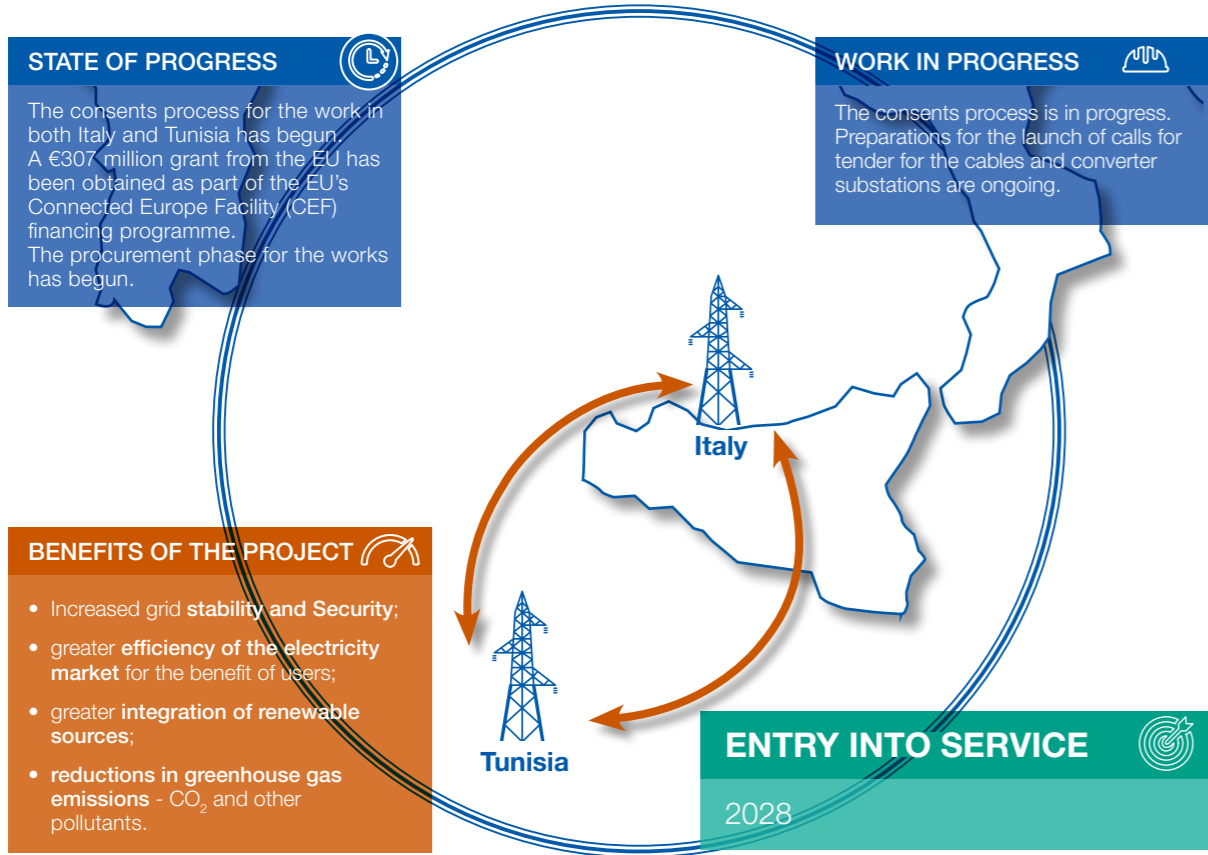 STATE OF PROGRESS
The consents process for the work in
both Italy and Tunisia has begun.
A €307 million grant from the EU has
been obtained as part of the EU's
Connected Europe Facility (CEF)
financing programme.
The procurement phase for the works
has begun.
WORK IN PROGRESS
The consents process is in progress.
Preparations for the launch of calls for
tender for the cables and converter
substations are ongoing.
Italy
Tunisia
BENEFITS OF THE PROJECT
• Increased grid stability and Security;
• greater efficiency of the electricity
market for the benefit of users;
• greater integration of renewable
sources;
• reductions in greenhouse gas
emissions - CO₂ and other
pollutants.
ENTRY INTO SERVICE
2028